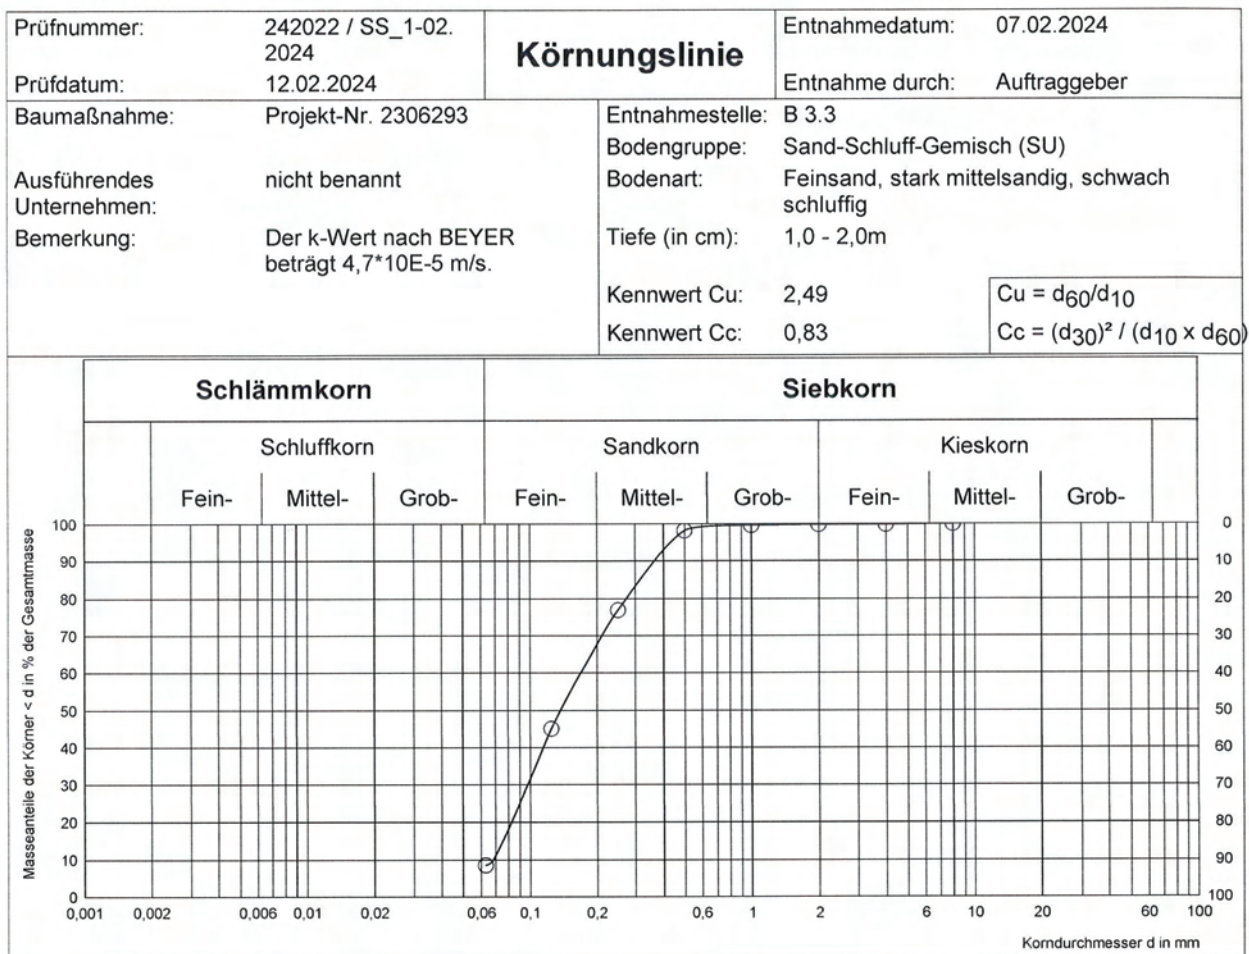 Prüfnummer: 242022 / SS_1-02.
2024
Prüfdatum: 12.02.2024
Körnungslinie
Entnahmedatum: 07.02.2024
Entnahme durch: Auftraggeber
Baumaßnahme: Projekt-Nr. 2306293
Ausführendes nicht benannt
Unternehmen:
Bemerkung: Der k-Wert nach BEYER
beträgt 4,7*10E-5 m/s.
Entnahmestelle: B 3.3
Bodengruppe: Sand-Schluff-Gemisch (SU)
Bodenart: Feinsand, stark mittelsandig, schwach
schluffig
Tiefe (in cm): 1,0 - 2,0m
Kennwert Cu: 2,49
Kennwert Cc: 0,83
Cu = d60/d10
Cc = (d30)² / (d10 x d60)
Schlämmkorn Siebkorn
Schluffkorn Sandkorn Kieskorn
Fein- Mittel- Grob- Fein- Mittel- Grob- Fein- Mittel- Grob-
Masseanteile der Körner < d in % der Gesamtmasse
100 0
90 10
80 20
70 30
60 40
50 50
40 60
30 70
20 80
10 90
0 100
0,001 0,002 0,006 0,01 0,02 0,06 0,1 0,2 0,6 1 2 6 10 20 60 100
Korndurchmesser d in mm